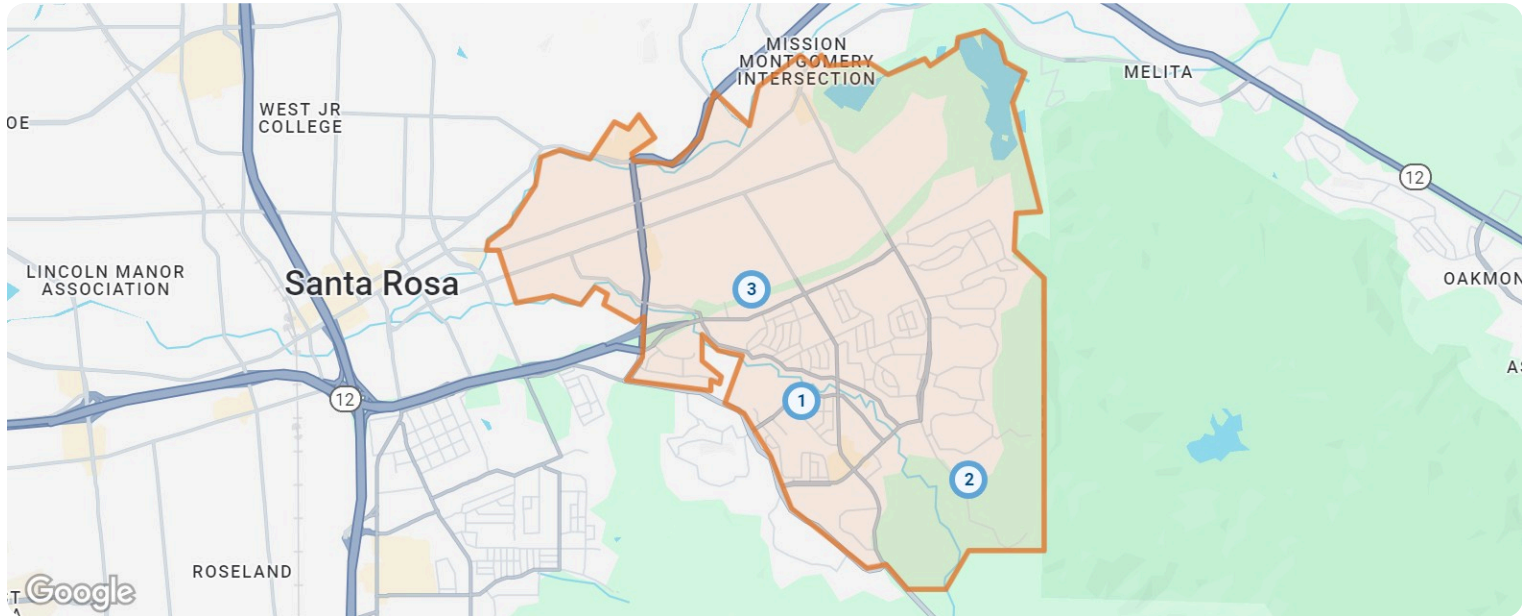 MISSION
MONTGOMERY
INTERSECTION
MELITA
WEST JR
COLLEGE
OE
12
LINCOLN MANOR
ASSOCIATION
Santa Rosa
3
OAKMON
12
1
2
ROSELAND
Google